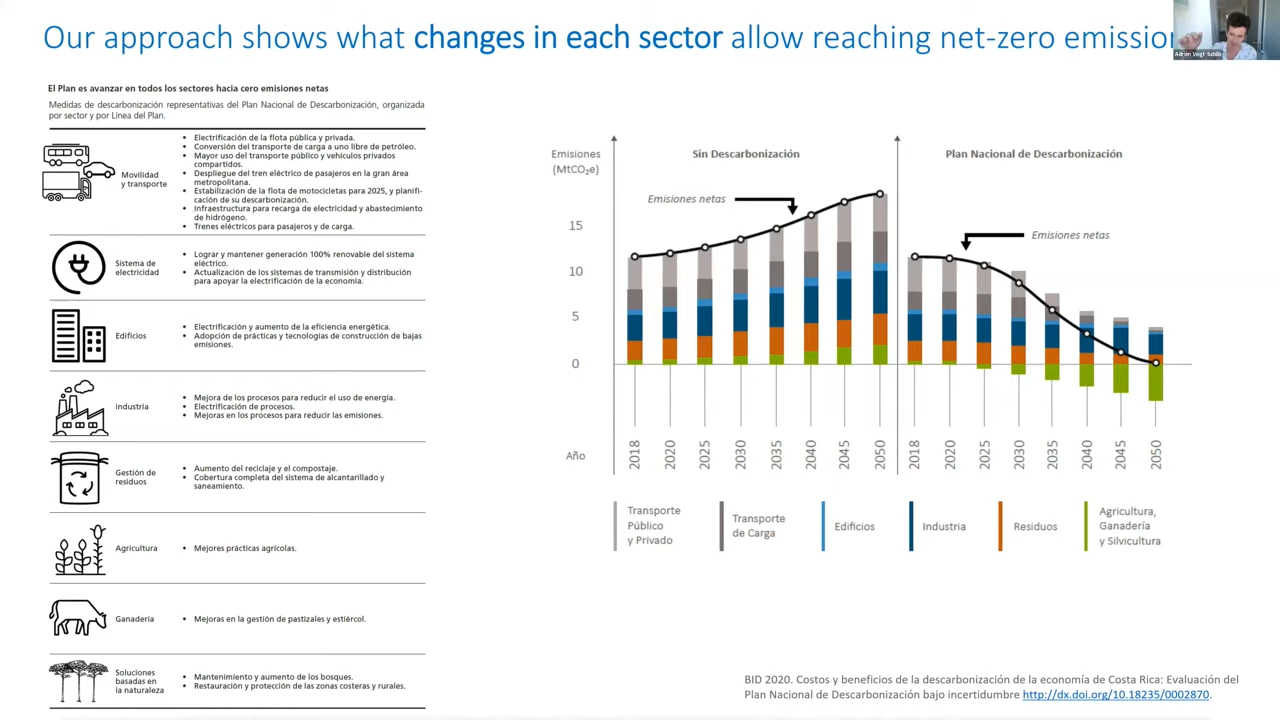 Our approach shows what changes in each sector allow reaching net-zero
Adrien Vogt-Schilb
El Plan es avanzar en todos los sectores hacia cero emisiones netas
Medidas de descarbonización representativas del Plan Nacional de Descarbonización, organizada
por sector y por Línea del Plan.
Movilidad
y transporte
• Electrificación de la flota pública y privada.
• Conversión del transporte de carga a uno libre de petróleo.
• Mayor uso del transporte público y vehículos privados
compartidos.
• Despliegue del tren eléctrico de pasajeros en la gran área
metropolitana.
• Estabilización de la flota de motocicletas para 2025, y planifi-
cación de su descarbonización.
• Infraestructura para recarga de electricidad y abastecimiento
de hidrógeno.
• Trenes eléctricos para pasajeros y de carga.
Sistema de
electricidad
• Lograr y mantener generación 100% renovable del sistema
eléctrico.
• Actualización de los sistemas de transmisión y distribución
para apoyar la electrificación de la economía.
Edificios
• Electrificación y aumento de la eficiencia energética.
• Adopción de prácticas y tecnologías de construcción de bajas
emisiones.
Industria
• Mejora de los procesos para reducir el uso de energía.
• Electrificación de procesos.
• Mejoras en los procesos para reducir las emisiones.
Gestión de
residuos
• Aumento del reciclaje y el compostaje.
• Cobertura completa del sistema de alcantarillado y
saneamiento.
Agricultura
• Mejores prácticas agrícolas.
Ganadería
• Mejoras en la gestión de pastizales y estiércol.
Soluciones
basadas en
la naturaleza
• Mantenimiento y aumento de los bosques.
• Restauración y protección de las zonas costeras y rurales.
Emisiones
(MtCO₂e)
15
10
5
0
Año
Sin Descarbonización
Emisiones netas
2018 2020 2025 2030 2035 2040 2045 2050
Plan Nacional de Descarbonización
Emisiones netas
2018 2020 2025 2030 2035 2040 2045 2050
Transporte
Público
y Privado
Transporte
de Carga
Edificios
Industria
Residuos
Agricultura,
Ganadería
y Silvicultura
BID 2020. Costos y beneficios de la descarbonización de la economía de Costa Rica: Evaluación del
Plan Nacional de Descarbonización bajo incertidumbre http://dx.doi.org/10.18235/0002870.